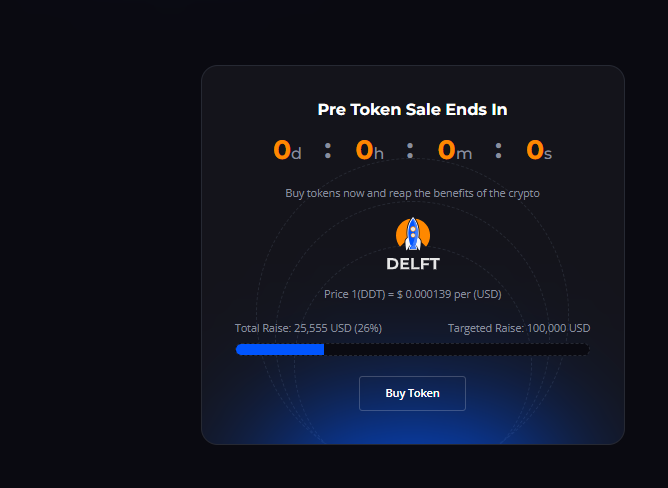 Pre Token Sale Ends In
0d : 0h : 0m : 0s
Buy tokens now and reap the benefits of the crypto
DELFT
Price 1(DDT) = $ 0.000139 per (USD)
Total Raise: 25,555 USD (26%) Targeted Raise: 100,000 USD
Buy Token